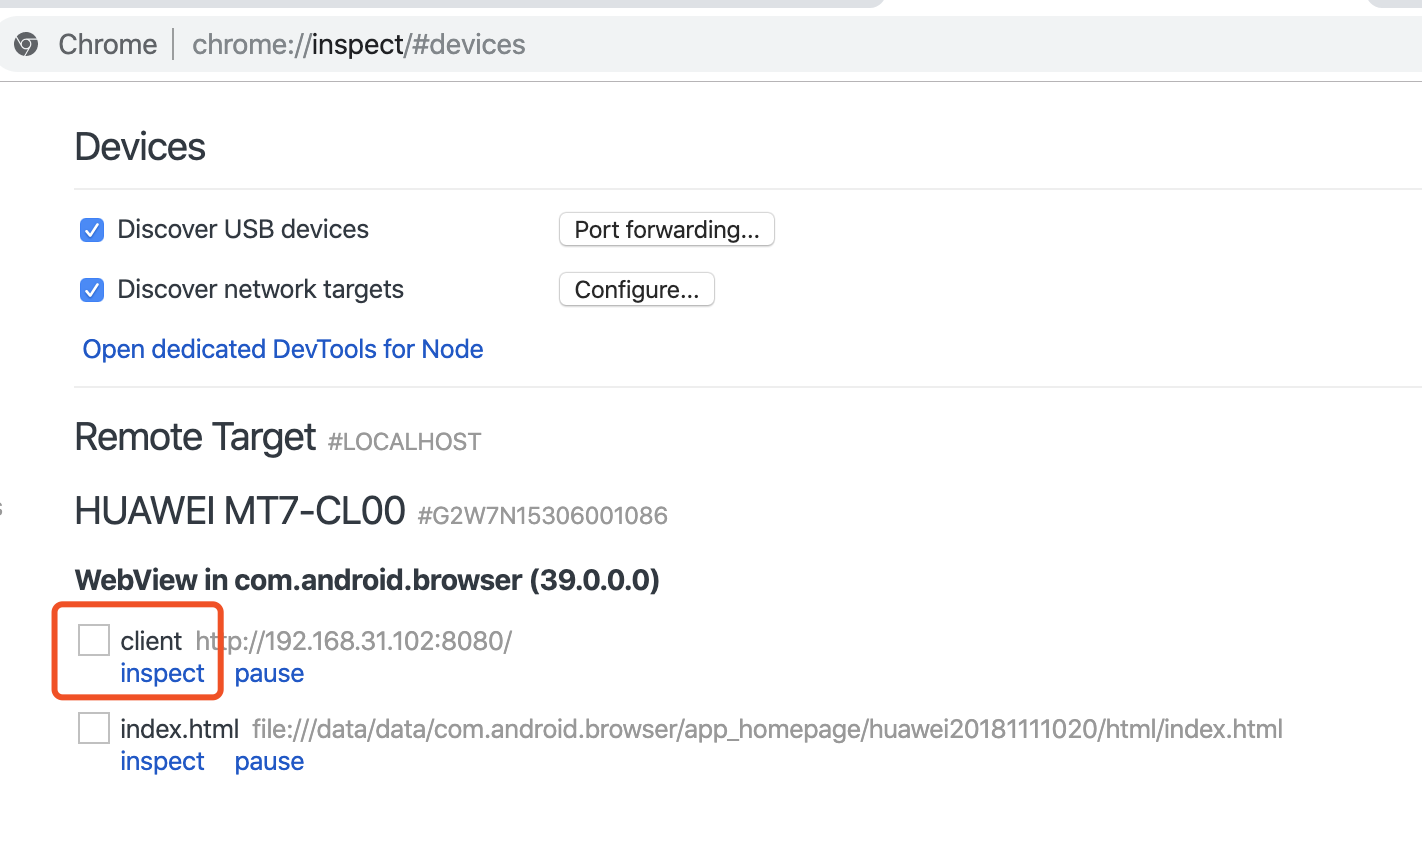 Chrome chrome://inspect/#devices
Devices
Discover USB devices Port forwarding...
Discover network targets Configure...
Open dedicated DevTools for Node
Remote Target #LOCALHOST
HUAWEI MT7-CL00 #G2W7N15306001086
WebView in com.android.browser (39.0.0.0)
client http://192.168.31.102:8080/
inspect pause
index.html file:///data/data/com.android.browser/app_homepage/huawei20181111020/html/index.html
inspect pause